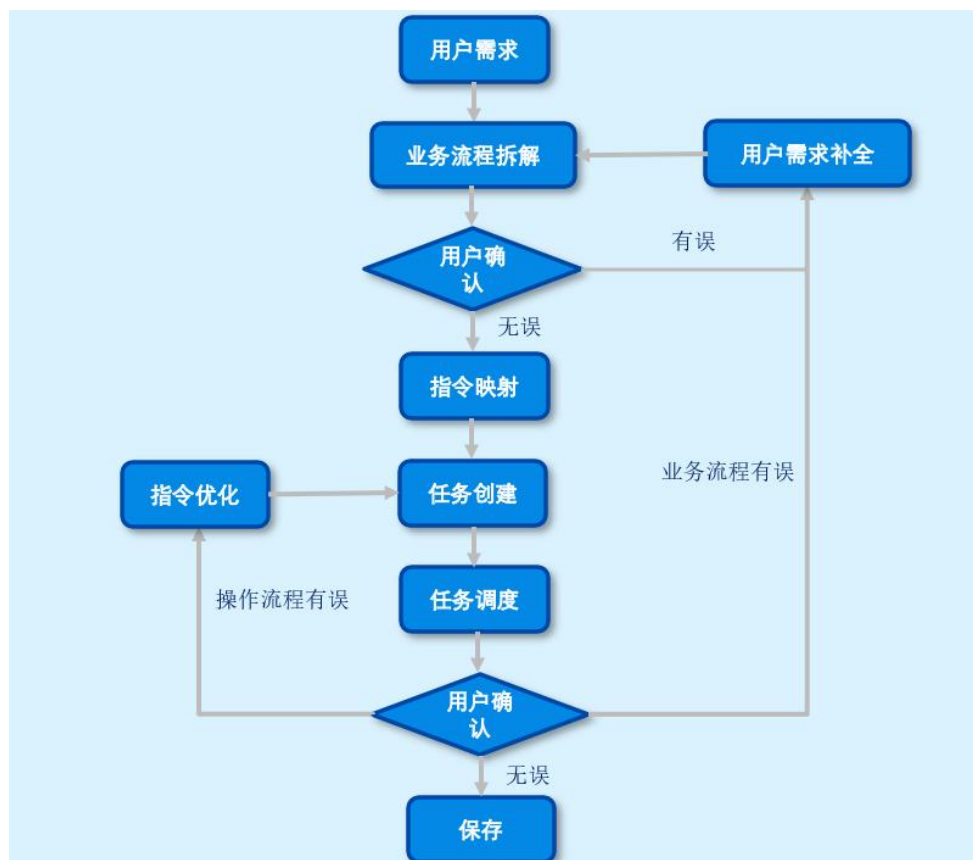 用户需求
业务流程拆解
用户需求补全
用户确
认
有误
无误
指令映射
业务流程有误
指令优化
任务创建
操作流程有误
任务调度
用户确
认
无误
保存